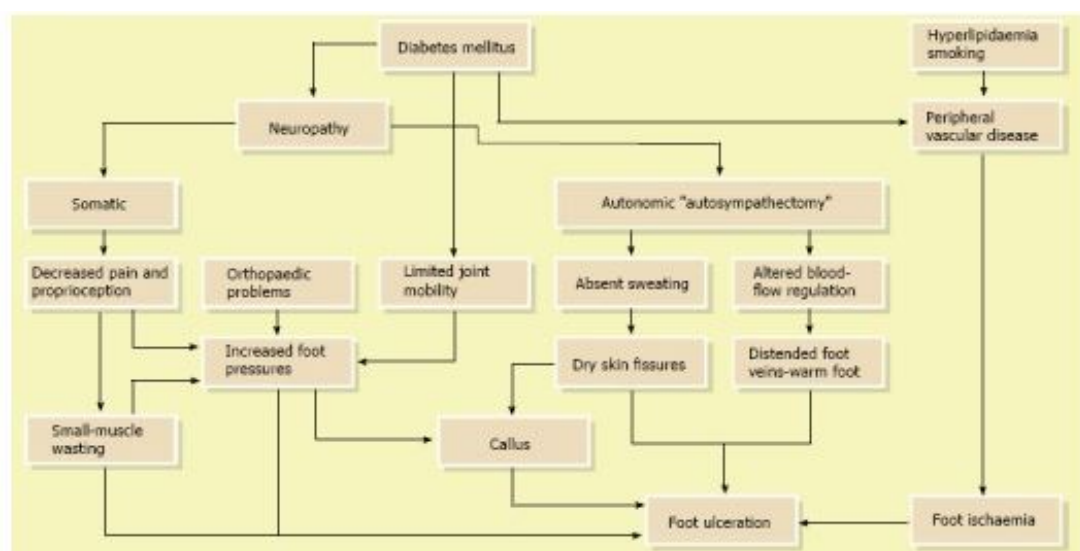 Diabetes mellitus
Hyperlipidaemia
smoking
Neuropathy
Peripheral
vascular disease
Somatic
Autonomic "autosympathectomy"
Decreased pain and
proprioception
Orthopaedic
problems
Limited joint
mobility
Absent sweating
Altered blood-
flow regulation
Increased foot
pressures
Dry skin fissures
Distended foot
veins-warm foot
Small-muscle
wasting
Callus
Foot ulceration
Foot ischaemia